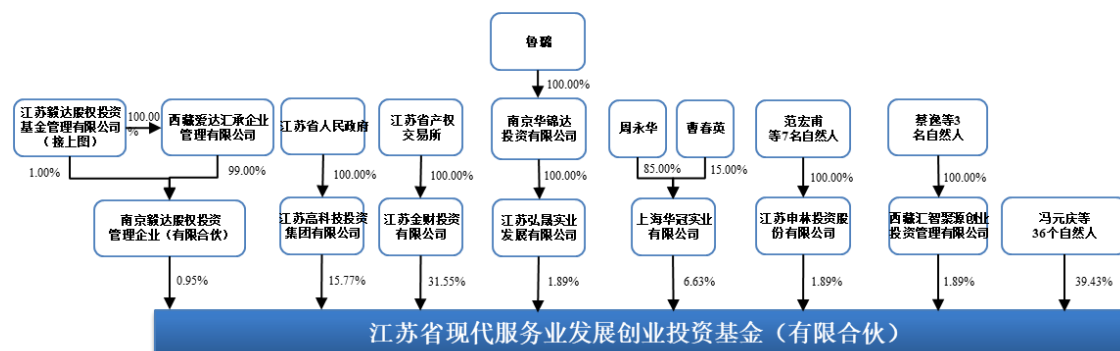 鲁璐
100.00%
江苏毅达股权投资
基金管理有限公司
（接上图）
100.00
%
西藏爱达汇承企业
管理有限公司
江苏省人民政府
江苏省产权
交易所
南京华锦达
投资有限公司
周永华
曹春英
范宏甫
等7名自然人
蔡逸等3
名自然人
1.00%
99.00%
100.00%
100.00%
100.00%
85.00%
15.00%
100.00%
100.00%
南京毅达股权投资
管理企业（有限合伙）
江苏高科技投资
集团有限公司
江苏金财投资
有限公司
江苏弘晟实业
发展有限公司
上海华冠实业
有限公司
江苏申林投资股
份有限公司
西藏汇智聚源创业
投资管理有限公司
冯元庆等
36个自然人
0.95%
15.77%
31.55%
1.89%
6.63%
1.89%
1.89%
39.43%
江苏省现代服务业发展创业投资基金（有限合伙）